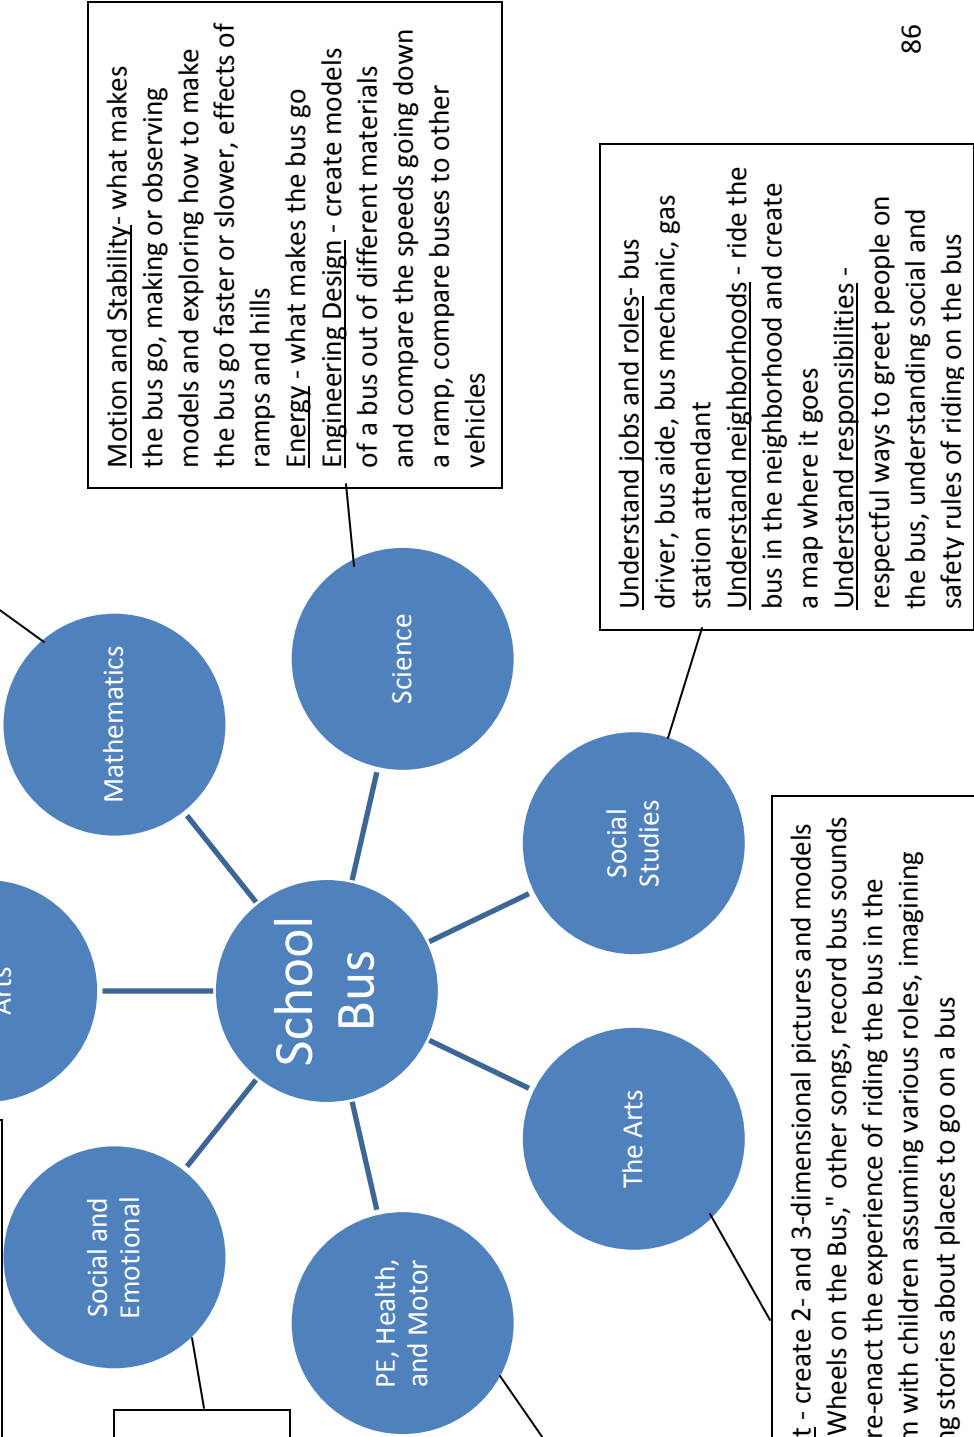 Arts
Mathematics
Science
Social
Studies
The Arts
PE, Health,
and Motor
Social and
Emotional
School
Bus
Motion and Stability- what makes
the bus go, making or observing
models and exploring how to make
the bus go faster or slower, effects of
ramps and hills
Energy - what makes the bus go
Engineering Design - create models
of a bus out of different materials
and compare the speeds going down
a ramp, compare buses to other
vehicles
Understand jobs and roles- bus
driver, bus aide, bus mechanic, gas
station attendant
Understand neighborhoods - ride the
bus in the neighborhood and create
a map where it goes
Understand responsibilities -
respectful ways to greet people on
the bus, understanding social and
safety rules of riding on the bus
t - create 2- and 3-dimensional pictures and models
Wheels on the Bus," other songs, record bus sounds
re-enact the experience of riding the bus in the
m with children assuming various roles, imagining
ng stories about places to go on a bus
86